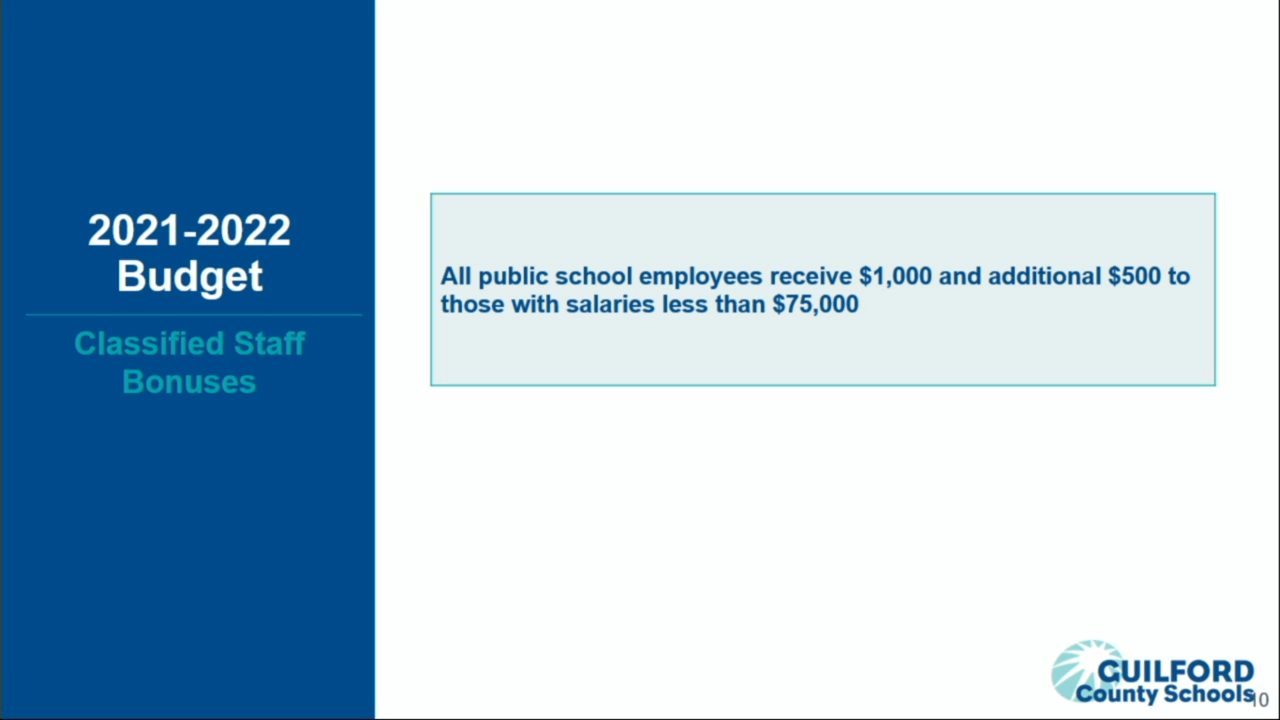 2021-2022
Budget
Classified Staff
Bonuses
All public school employees receive $1,000 and additional $500 to
those with salaries less than $75,000
GUILFORD
County Schools
10